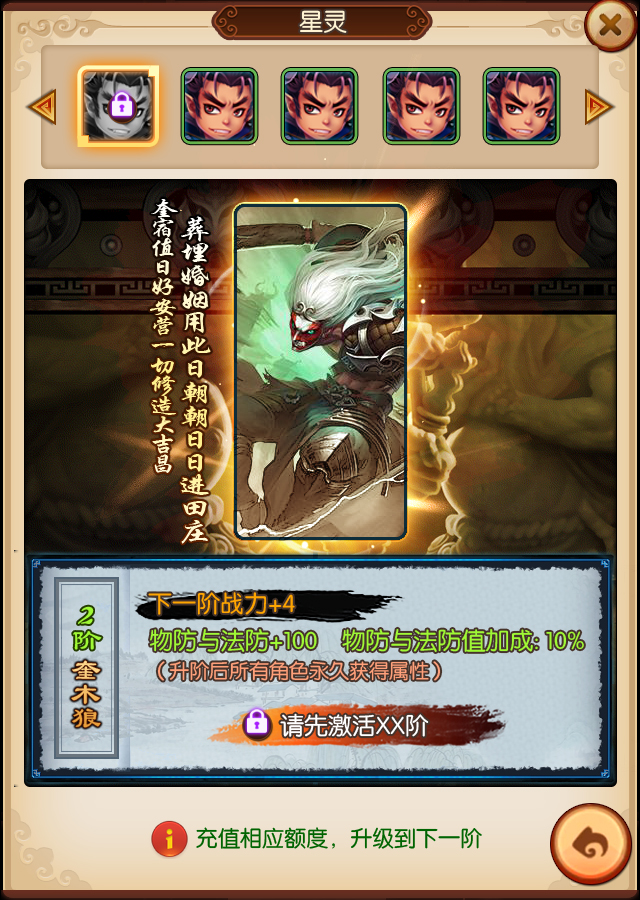 星灵
葬埋婚姻用此日朝朝日日进田庄
奎宿值日好安营一切修造大吉昌
2阶 奎木狼
下一阶战力+4
物防与法防+100 物防与法防值加成: 10%
（升阶后所有角色永久获得属性）
请先激活XX阶
充值相应额度，升级到下一阶